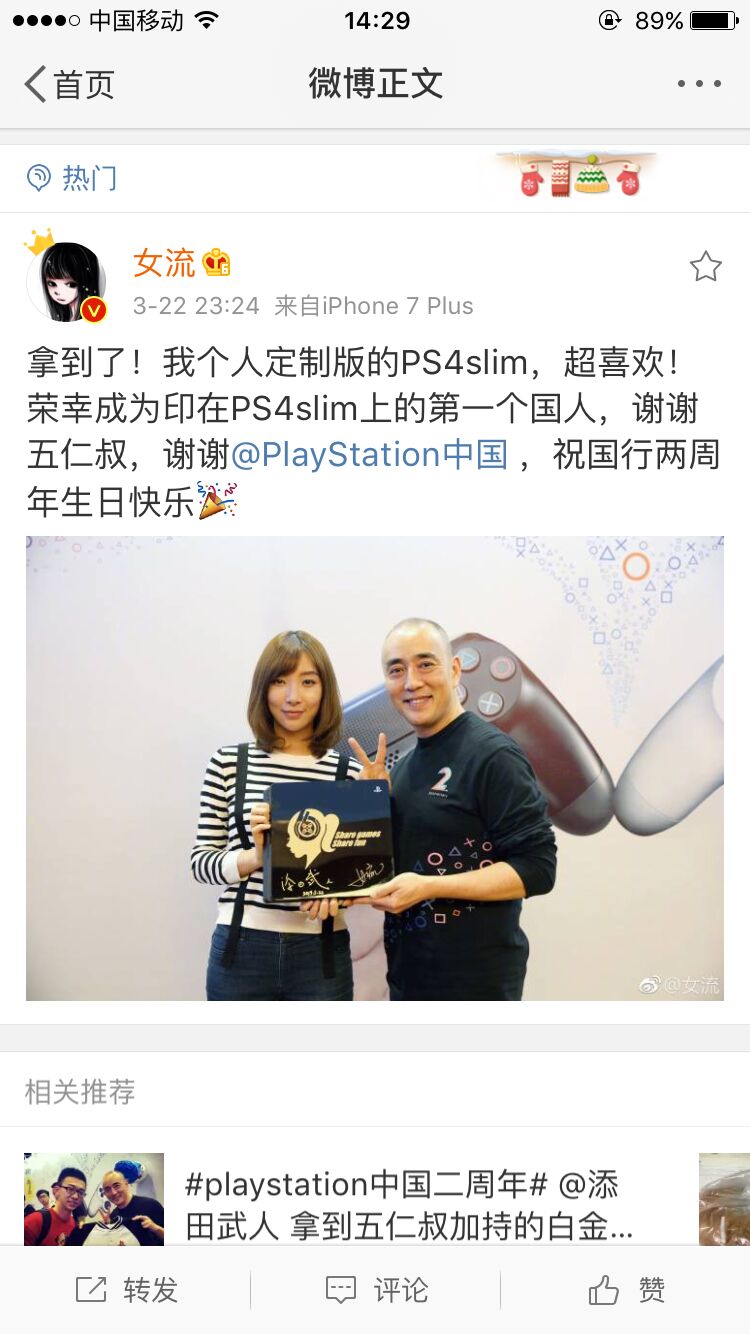 中国移动 14:29 89%
首页 微博正文
热门
女流
3-22 23:24 来自iPhone 7 Plus
拿到了！我个人定制版的PS4slim，超喜欢！
荣幸成为印在PS4slim上的第一个国人，谢谢
五仁叔，谢谢@PlayStation中国 ，祝国行两周
年生日快乐
2
Share games
Share fun
@女流
相关推荐
#playstation中国二周年# @添
田武人 拿到五仁叔加持的白金...
转发 评论 赞